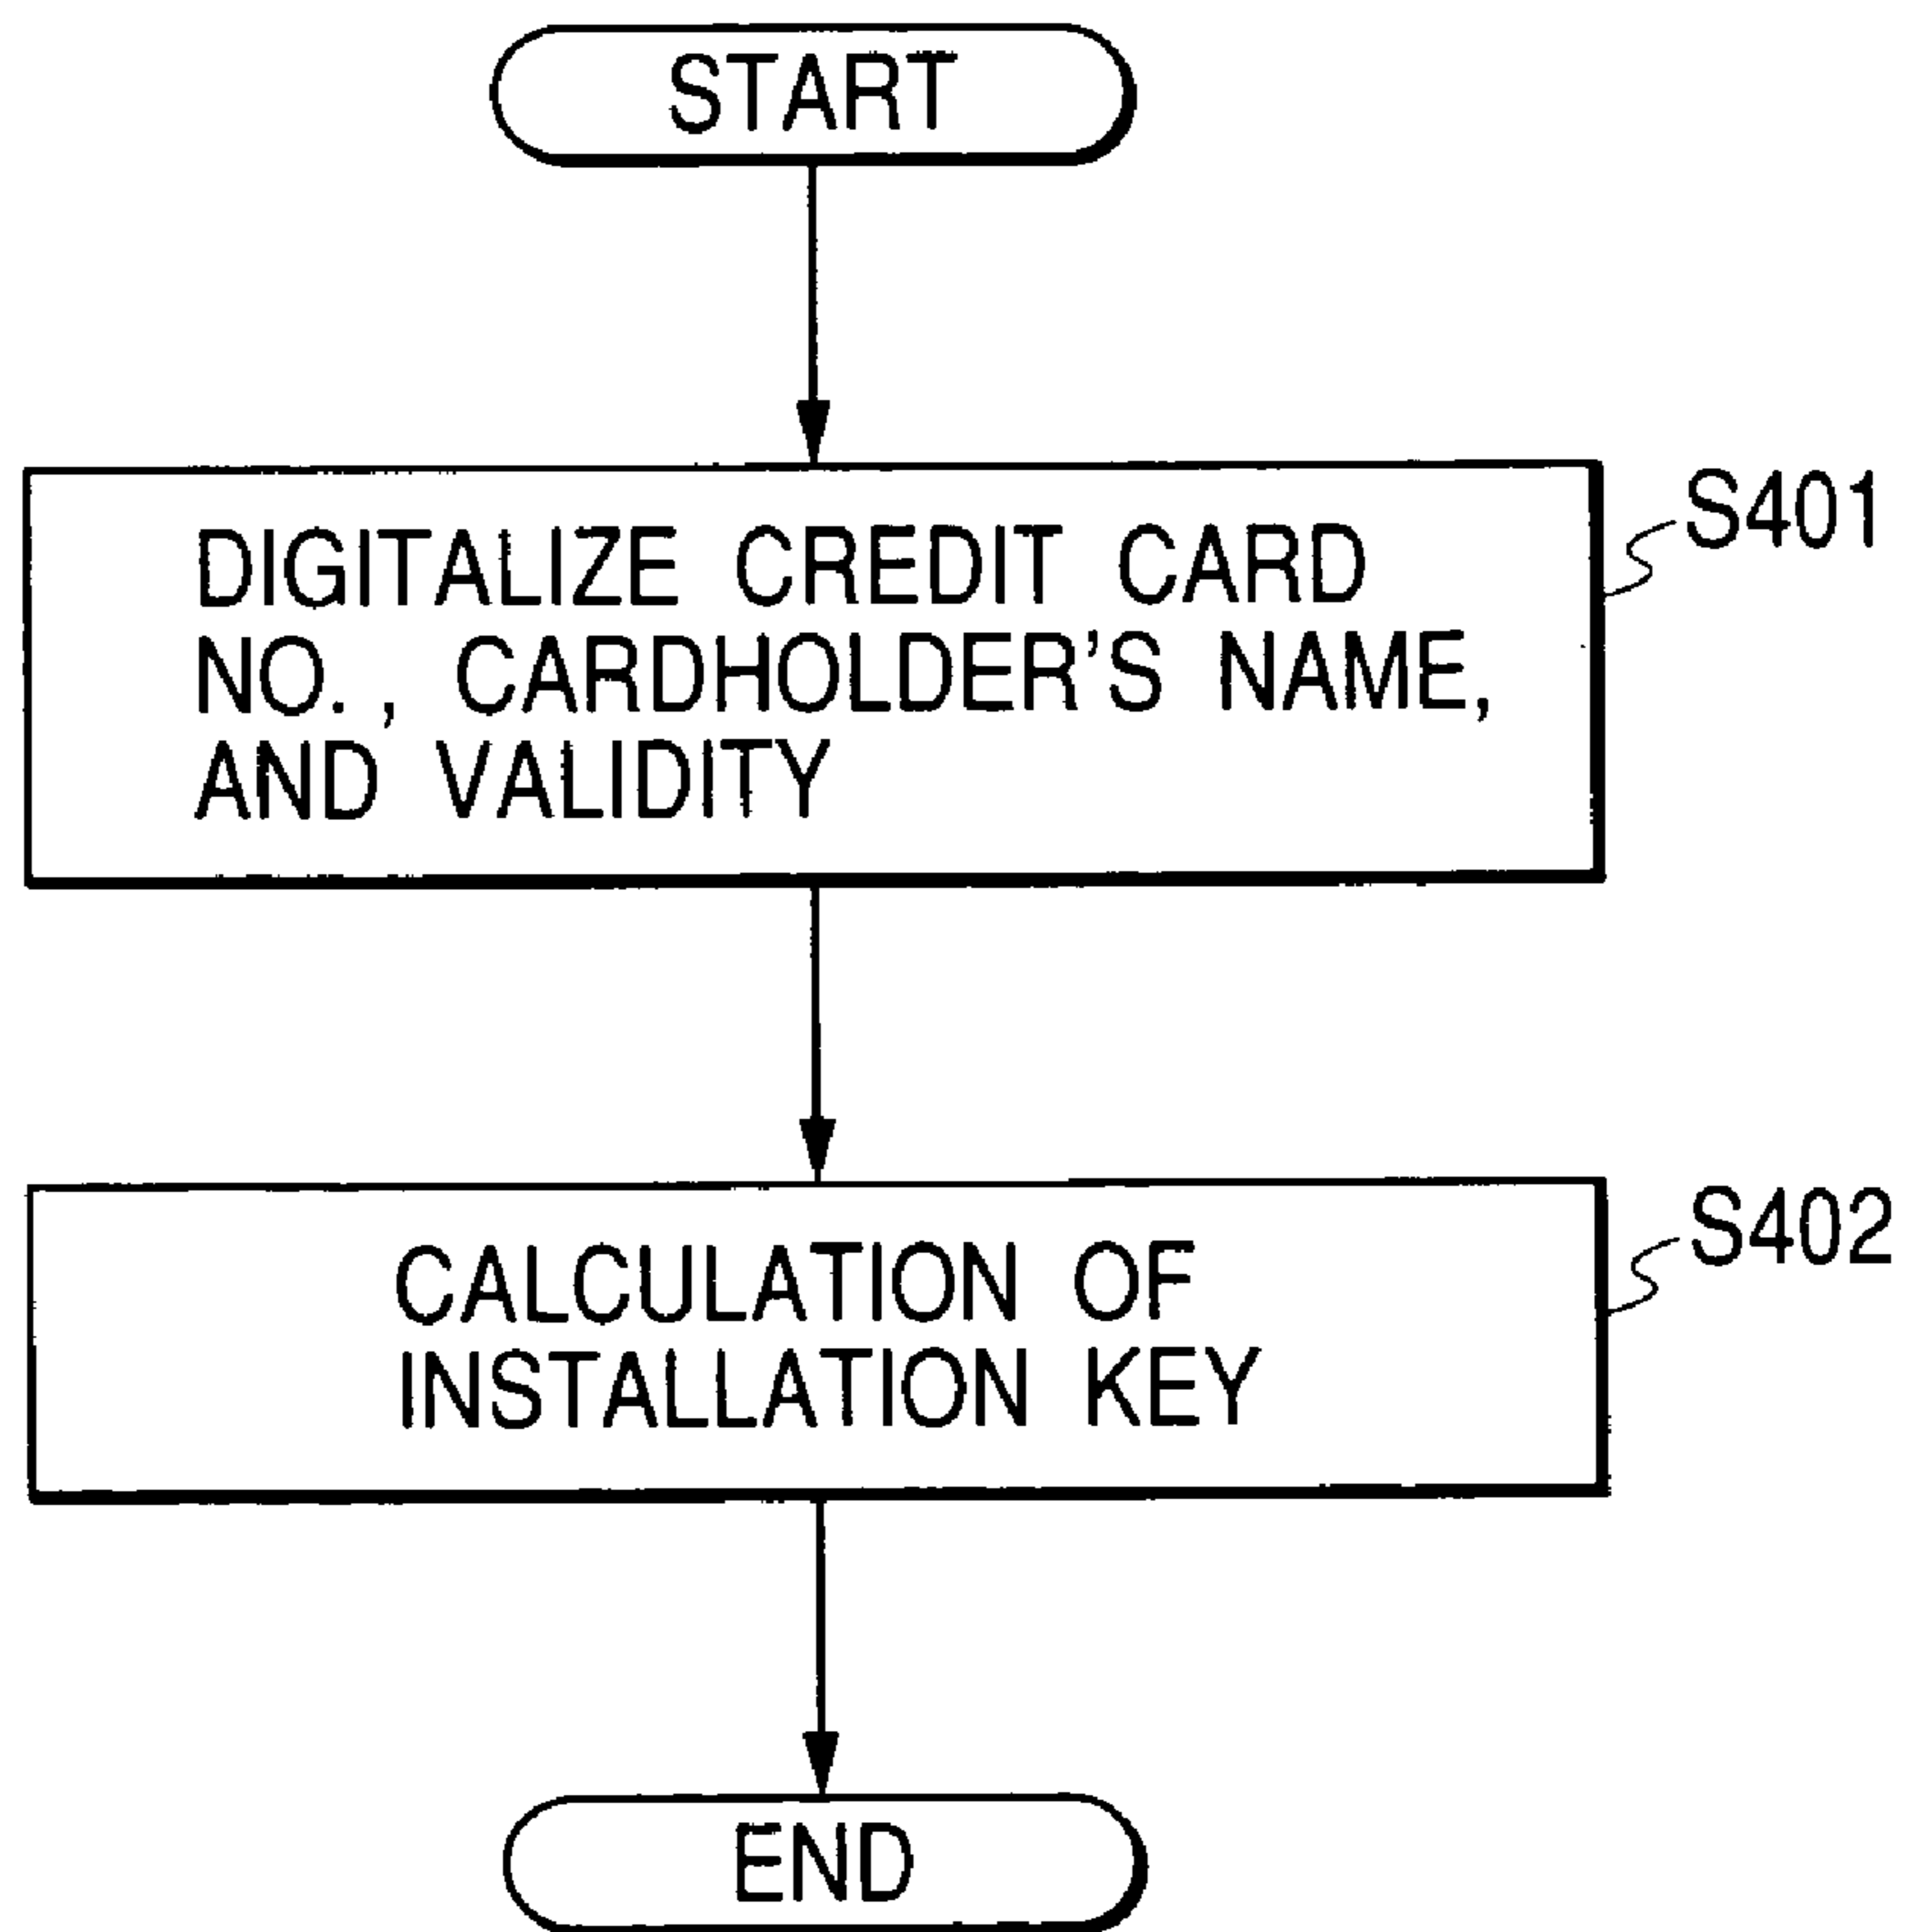 START
S401
DIGITALIZE CREDIT CARD
NO. , CARDHOLDER'S NAME,
AND VALIDITY
S402
CALCULATION OF
INSTALLATION KEY
END